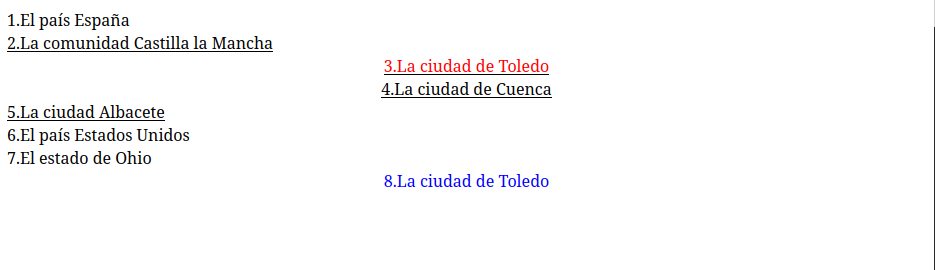 1.El país España
2.La comunidad Castilla la Mancha
3.La ciudad de Toledo
4.La ciudad de Cuenca
5.La ciudad Albacete
6.El país Estados Unidos
7.El estado de Ohio
8.La ciudad de Toledo